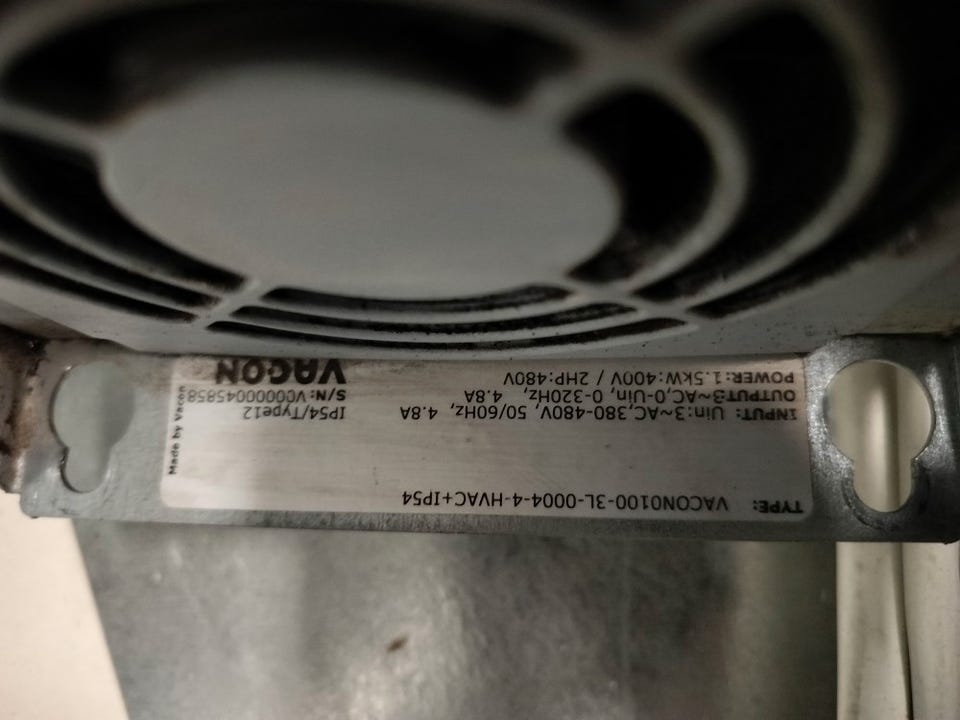 TYPE: VACON0100-3L-0004-4-HVAC+IP54
INPUT: Uin:3~AC,380-480V, 50/60Hz, 4.8A
OUTPUT:3~AC,0-Uin, 0-320Hz, 4.8A
POWER:1.5kW:400V / 2HP:480V
IP54/Type12
S/N:V00000045858
VACON
Made by Vacon